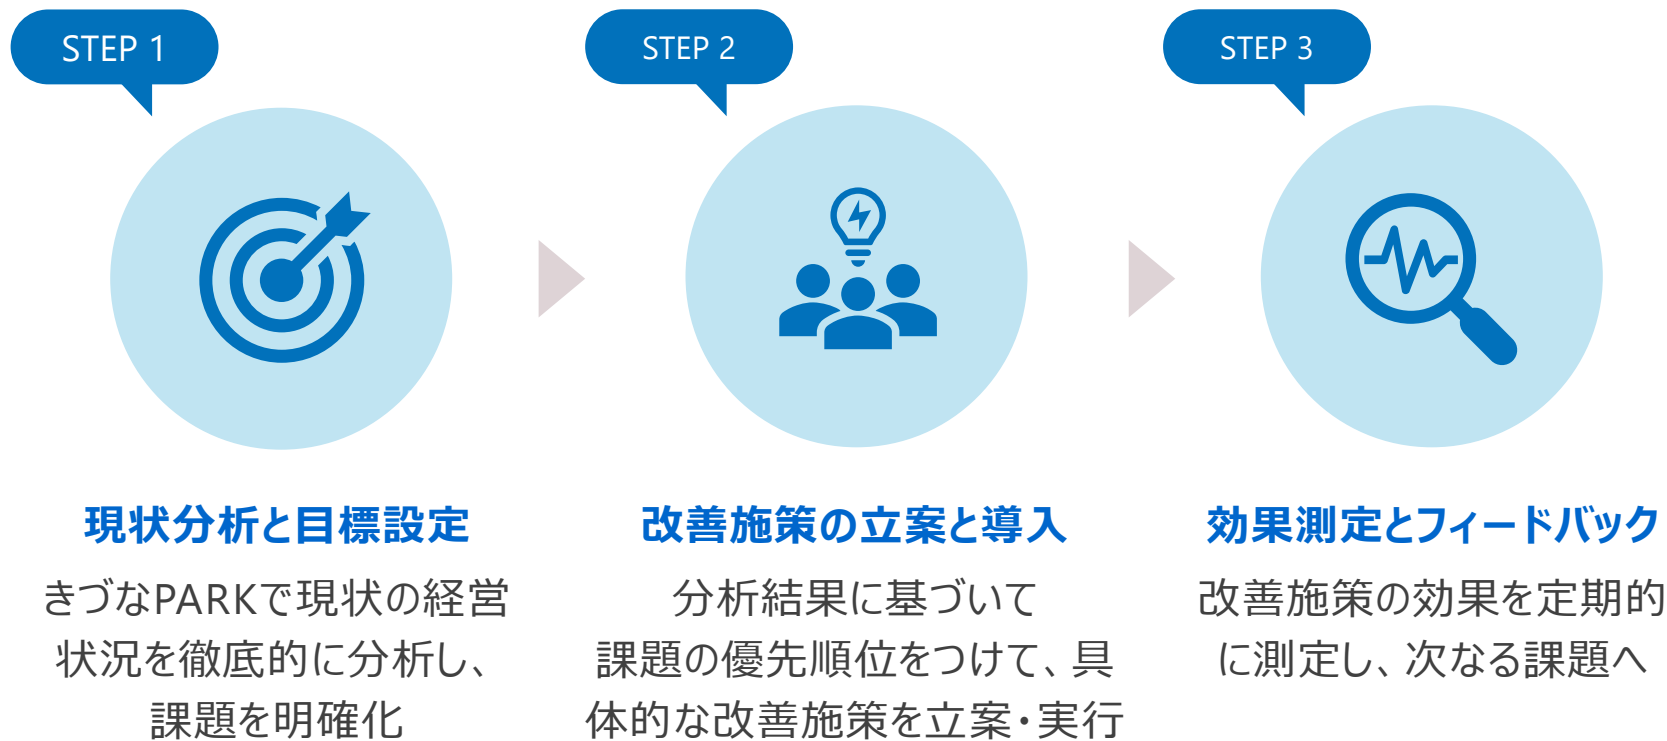 STEP 1
現状分析と目標設定
きづなPARKで現状の経営
状況を徹底的に分析し、
課題を明確化
STEP 2
改善施策の立案と導入
分析結果に基づいて
課題の優先順位をつけて、具
体的な改善施策を立案・実行
STEP 3
効果測定とフィードバック
改善施策の効果を定期的
に測定し、次なる課題へ